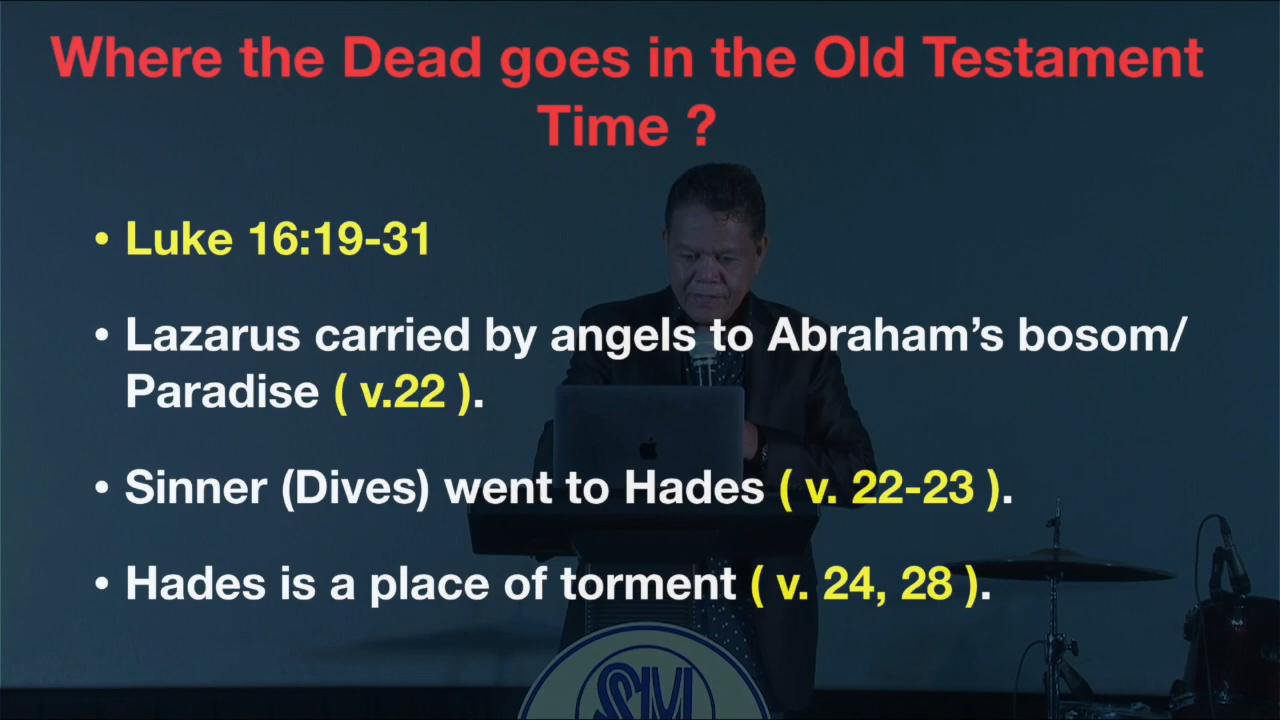 Where the Dead goes in the Old Testament
Time ?
• Luke 16:19-31
• Lazarus carried by angels to Abraham’s bosom/
Paradise ( v.22 ).
• Sinner (Dives) went to Hades ( v. 22-23 ).
• Hades is a place of torment ( v. 24, 28 ).
SM